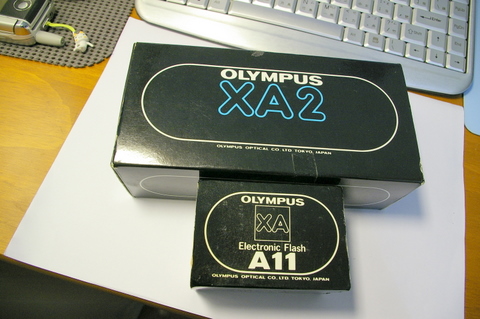 OLYMPUS
XA2
OLYMPUS OPTICAL CO. LTD. TOKYO, JAPAN
OLYMPUS
XA
Electronic Flash
A11
OLYMPUS OPTICAL CO. LTD. TOKYO, JAPAN